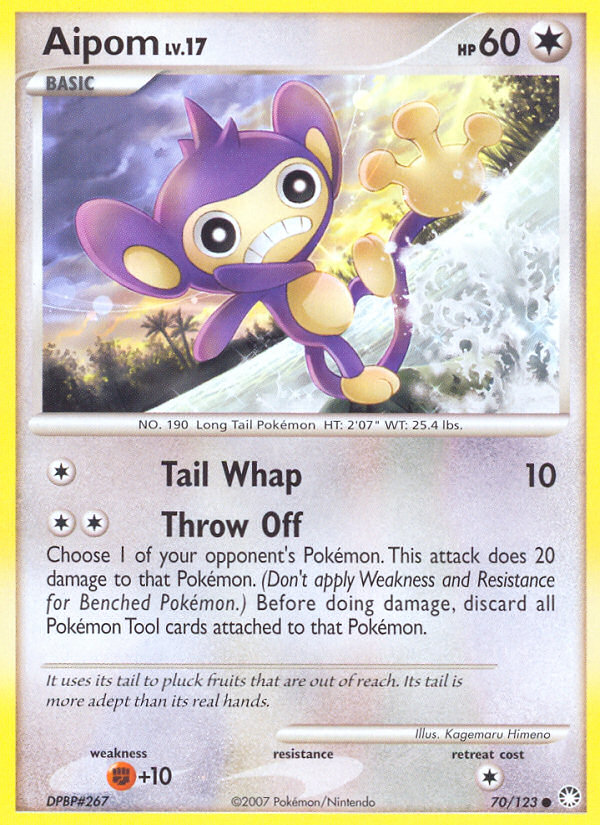 Aipom LV.17 HP 60
BASIC
NO. 190 Long Tail Pokémon HT: 2'07" WT: 25.4 lbs.
Tail Whap 10
Throw Off
Choose 1 of your opponent's Pokémon. This attack does 20
damage to that Pokémon. (Don't apply Weakness and Resistance
for Benched Pokémon.) Before doing damage, discard all
Pokémon Tool cards attached to that Pokémon.
It uses its tail to pluck fruits that are out of reach. Its tail is
more adept than its real hands.
Illus. Kagemaru Himeno
weakness resistance retreat cost
+10
DPBP#267 ©2007 Pokémon/Nintendo 70/123